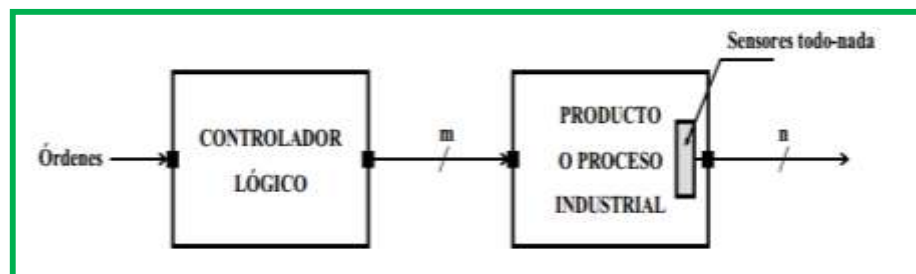 Sensores todo-nada
Órdenes
CONTROLADOR
LÓGICO
m
PRODUCTO
O PROCESO
INDUSTRIAL
n